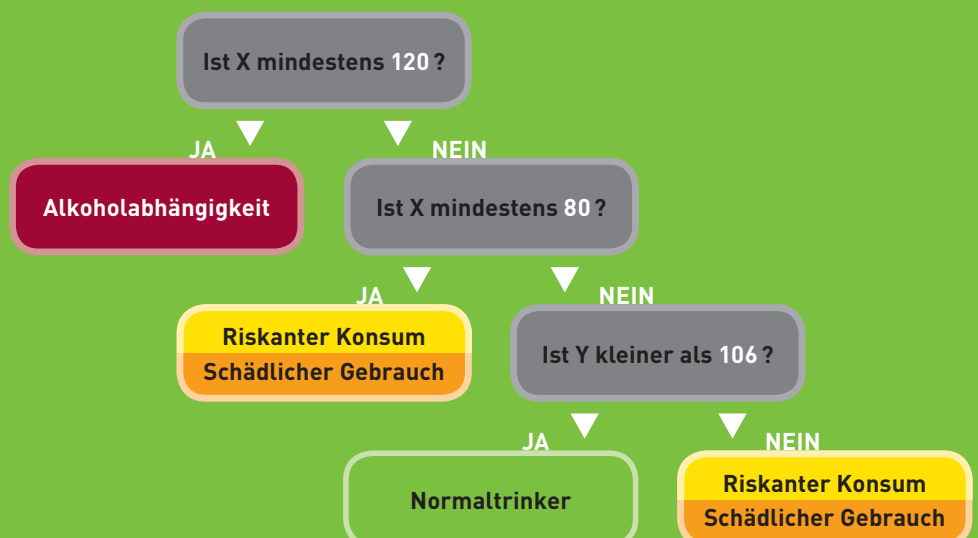 Ist X mindestens 120 ?
JA
NEIN
Alkoholabhängigkeit
Ist X mindestens 80 ?
JA
NEIN
Riskanter Konsum
Schädlicher Gebrauch
Ist Y kleiner als 106 ?
JA
NEIN
Normaltrinker
Riskanter Konsum
Schädlicher Gebrauch